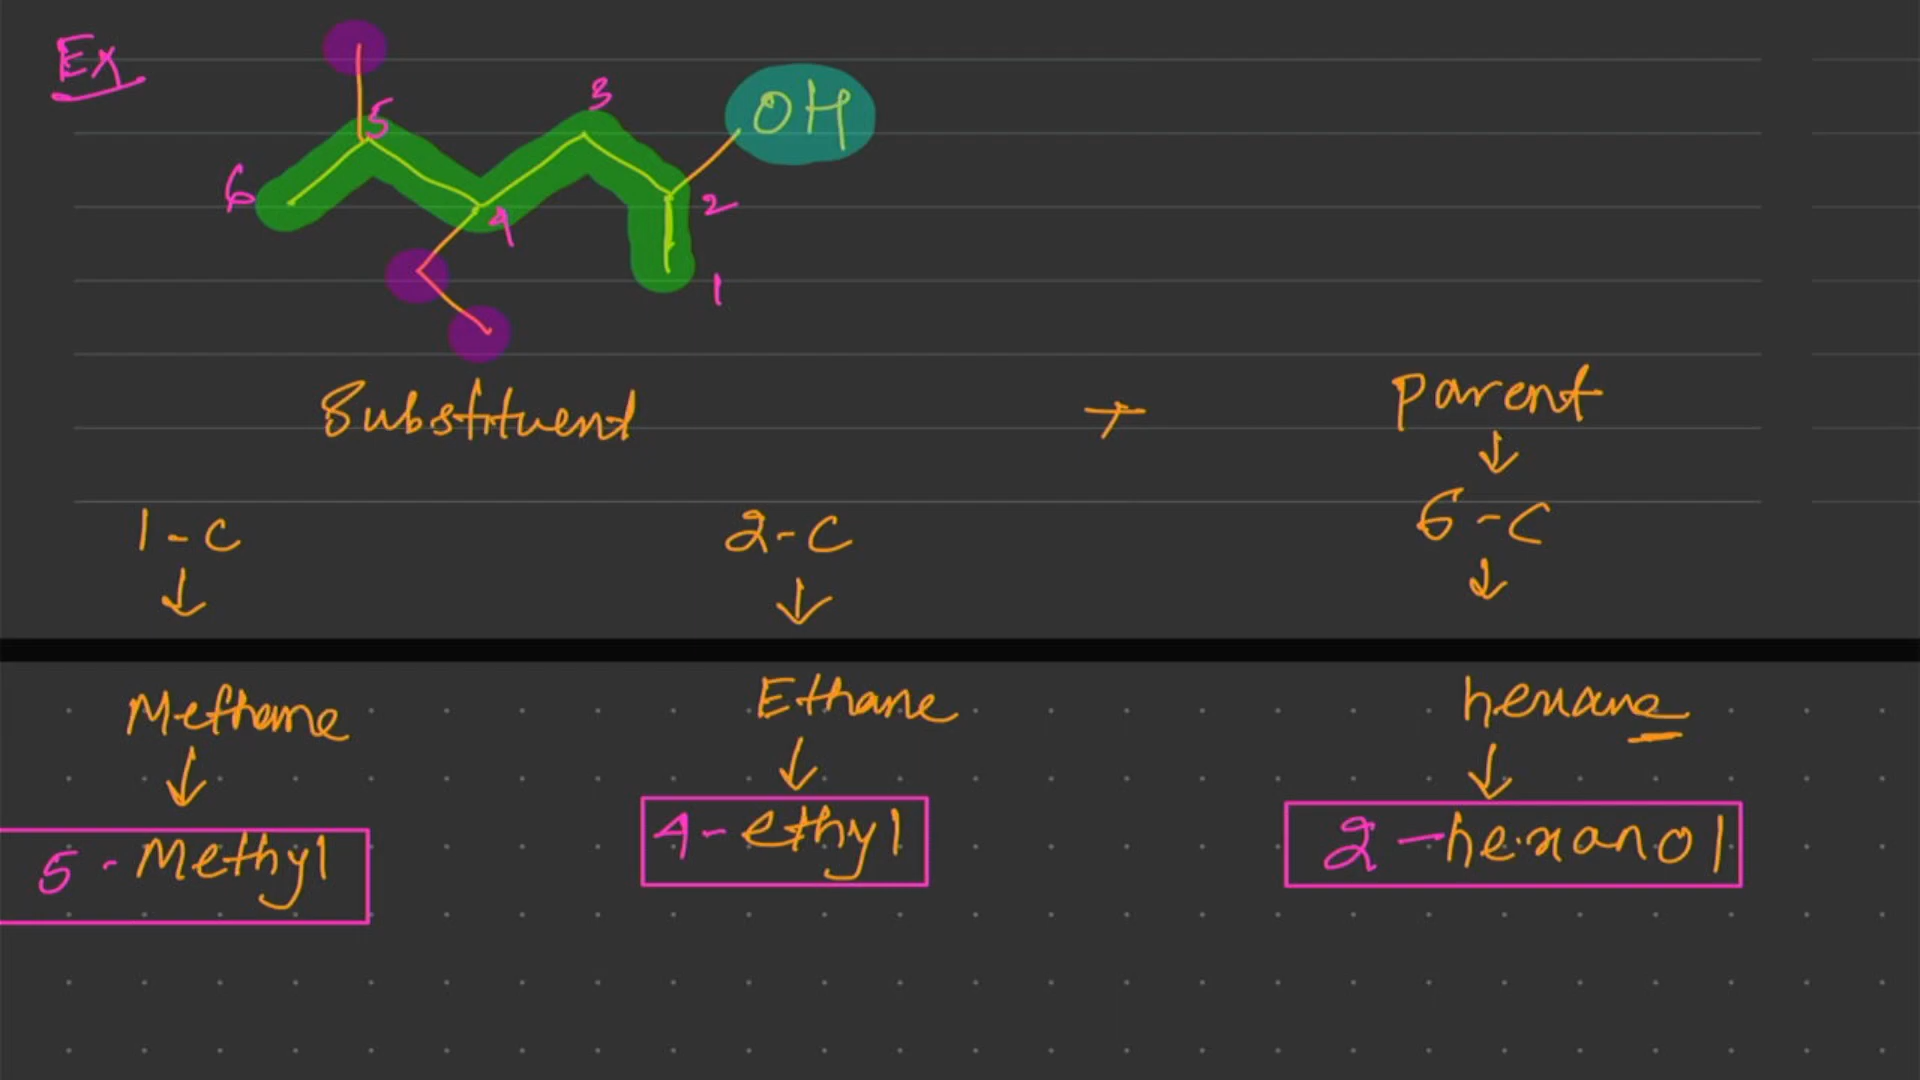 Ex
3
5
OH
6
2
4
1
Substituent → parent
↓
1-C 2-C 6-C
↓ ↓ ↓
Methane Ethane hexane
↓ ↓ ↓
5-Methyl 4-ethyl 2-hexanol